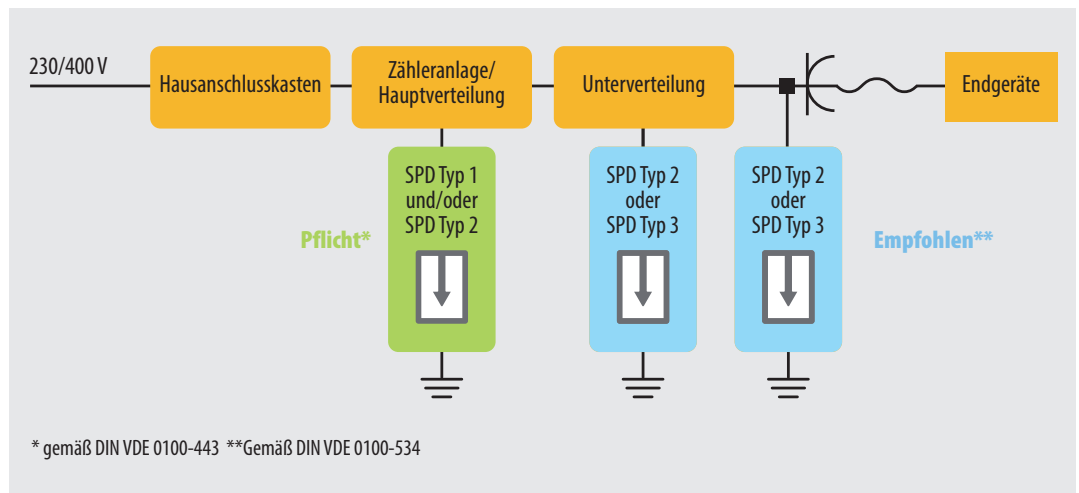 230/400 V
Hausanschlusskasten
Zähleranlage/
Hauptverteilung
Unterverteilung
Endgeräte
SPD Typ 1
und/oder
SPD Typ 2
SPD Typ 2
oder
SPD Typ 3
SPD Typ 2
oder
SPD Typ 3
Pflicht*
Empfohlen**
* gemäß DIN VDE 0100-443 **Gemäß DIN VDE 0100-534